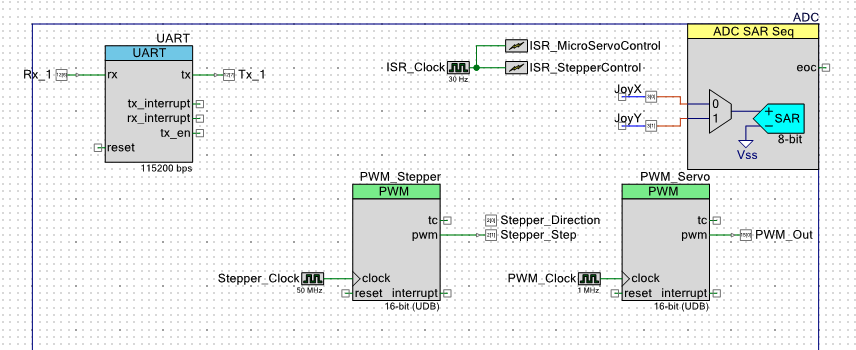 ADC
UART
UART
Rx_1
rx
tx
Tx_1
tx_interrupt
rx_interrupt
tx_en
reset
115200 bps
ISR_Clock
30 Hz
ISR_MicroServoControl
ISR_StepperControl
ADC SAR Seq
eoc
JoyX
JoyY
0
1
+
−
SAR
8-bit
Vss
PWM_Stepper
PWM
tc
pwm
Stepper_Direction
Stepper_Step
Stepper_Clock
50 MHz
clock
reset
interrupt
16-bit (UDB)
PWM_Servo
PWM
tc
pwm
PWM_Out
PWM_Clock
1 MHz
clock
reset
interrupt
16-bit (UDB)